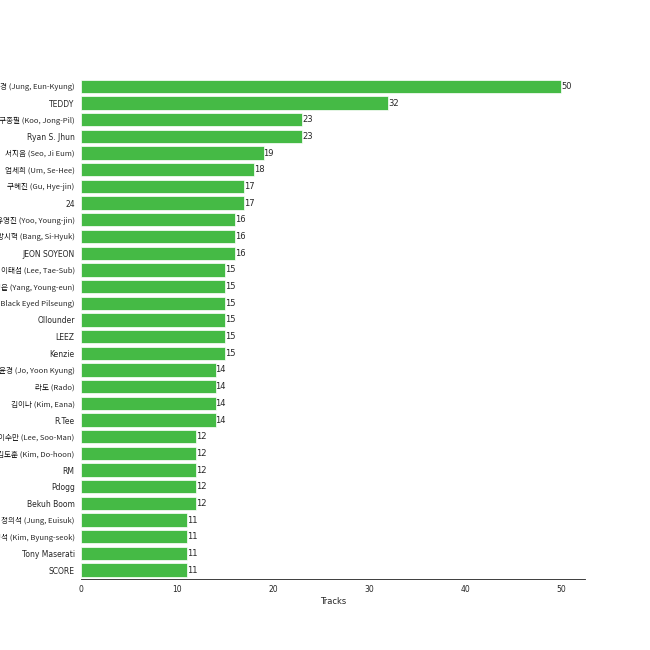 경 (Jung, Eun-Kyung) 50
TEDDY 32
구종필 (Koo, Jong-Pil) 23
Ryan S. Jhun 23
서지음 (Seo, Ji Eum) 19
엄세희 (Um, Se-Hee) 18
구혜진 (Gu, Hye-jin) 17
24 17
유영진 (Yoo, Young-jin) 16
방시혁 (Bang, Si-Hyuk) 16
JEON SOYEON 16
이태섭 (Lee, Tae-Sub) 15
(Yang, Young-eun) 15
Black Eyed Pilseung) 15
Ollounder 15
LEEZ 15
Kenzie 15
윤경 (Jo, Yoon Kyung) 14
라도 (Rado) 14
김이나 (Kim, Eana) 14
R.Tee 14
이수만 (Lee, Soo-Man) 12
김도훈 (Kim, Do-hoon) 12
RM 12
Pdogg 12
Bekuh Boom 12
정의석 (Jung, Euisuk) 11
석 (Kim, Byung-seok) 11
Tony Maserati 11
SCORE 11
0 10 20 30 40 50
Tracks